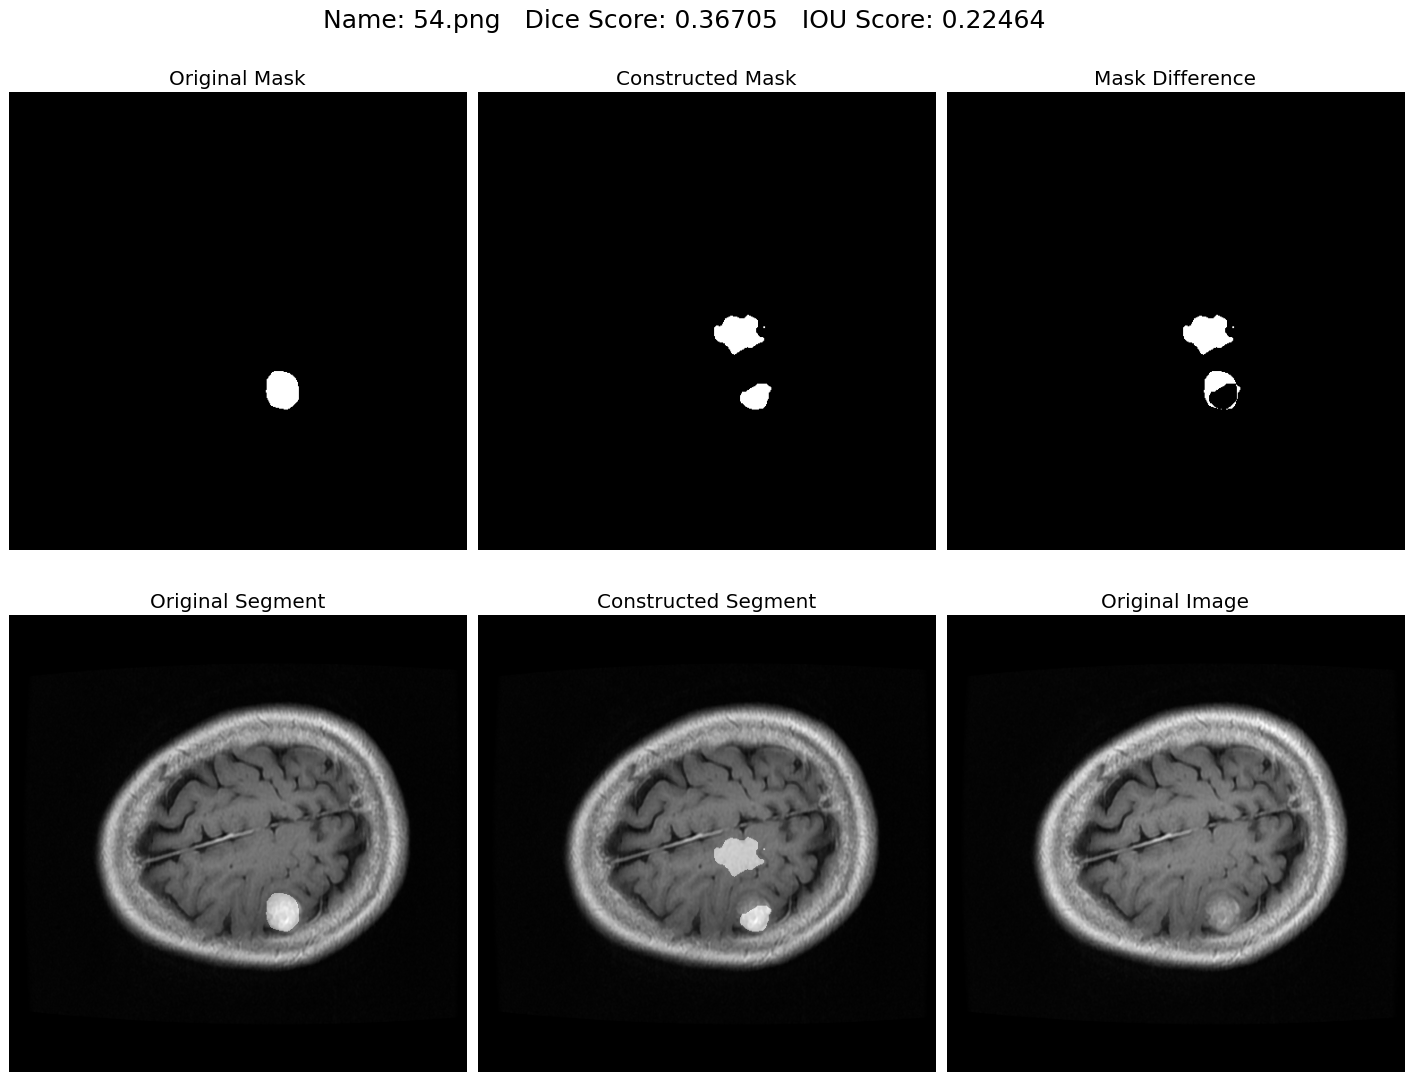 Name: 54.png   Dice Score: 0.36705   IOU Score: 0.22464
Original Mask
Constructed Mask
Mask Difference
Original Segment
Constructed Segment
Original Image